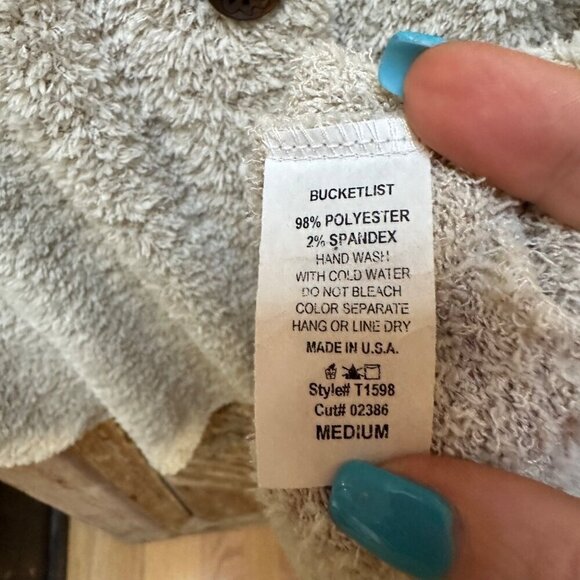 BUCKETLIST
98% POLYESTER
2% SPANDEX
HAND WASH
WITH COLD WATER
DO NOT BLEACH
COLOR SEPARATE
HANG OR LINE DRY
MADE IN U.S.A.
Style# T1598
Cut# 02386
MEDIUM